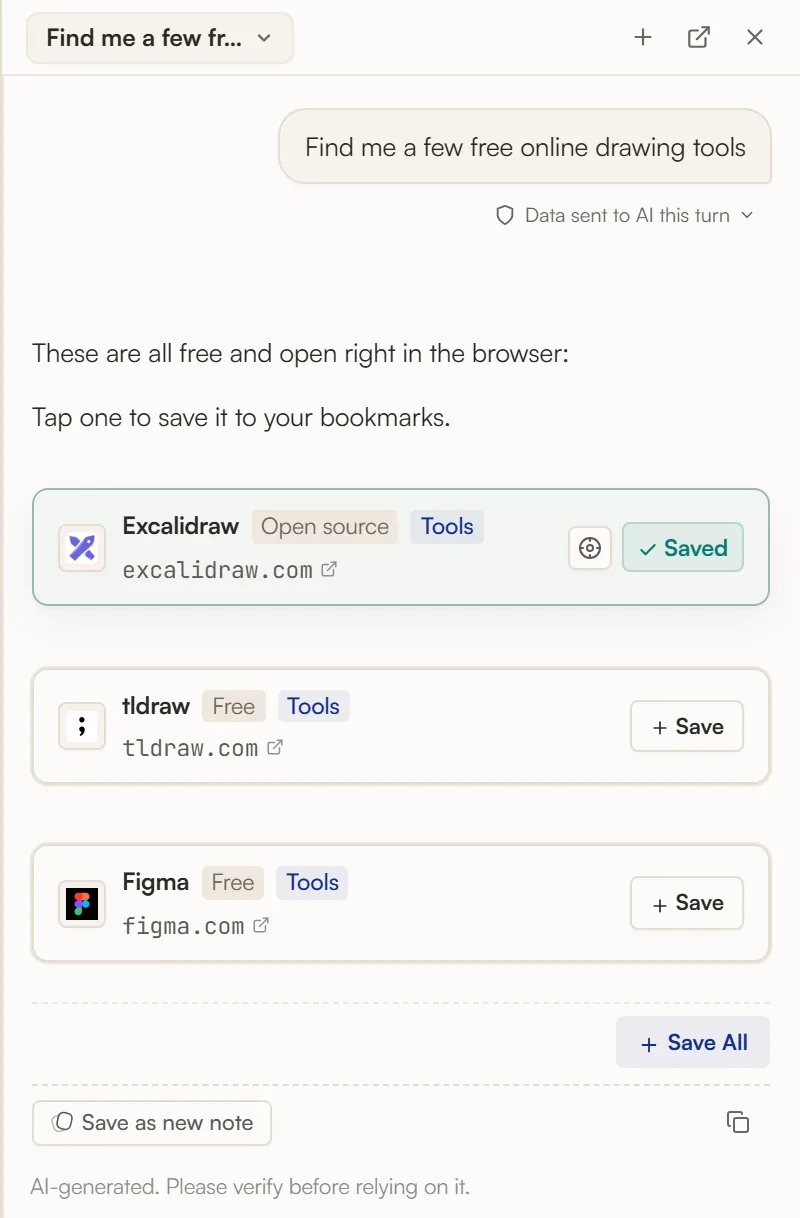 Find me a few fr...
Find me a few free online drawing tools
Data sent to AI this turn
These are all free and open right in the browser:
Tap one to save it to your bookmarks.
Excalidraw Open source Tools
excalidraw.com
Saved
tldraw Free Tools
tldraw.com
+ Save
Figma Free Tools
figma.com
+ Save
+ Save All
Save as new note
AI-generated. Please verify before relying on it.